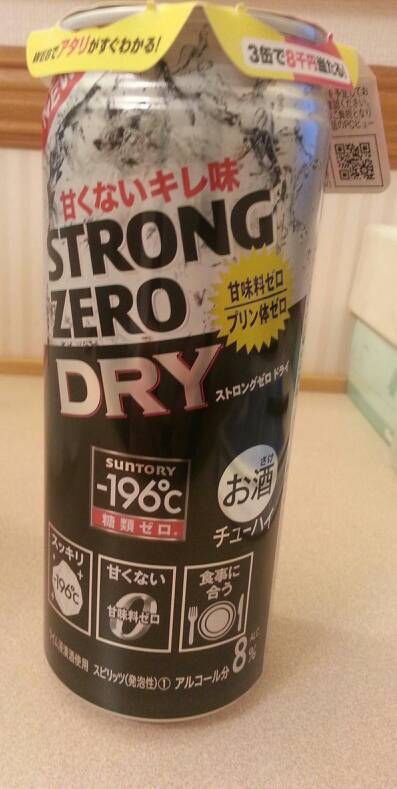 WEBでアタリがすぐわかる!
3缶で8千円当たる!
NEW
甘くないキレ味
STRONG
ZERO
甘味料ゼロ
プリン体ゼロ
DRY
ストロングゼロ ドライ
SUNTORY
-196℃
糖類ゼロ。
さけ
お酒
チューハイ
スッキリ
-196℃
甘くない
甘味料ゼロ
食事に
合う
スピリッツ(発泡性)① アルコール分 8%
ALC.